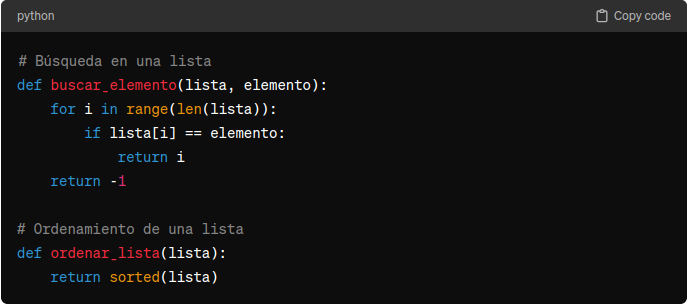 python
Copy code
# Búsqueda en una lista
def buscar_elemento(lista, elemento):
    for i in range(len(lista)):
        if lista[i] == elemento:
            return i
    return -1

# Ordenamiento de una lista
def ordenar_lista(lista):
    return sorted(lista)